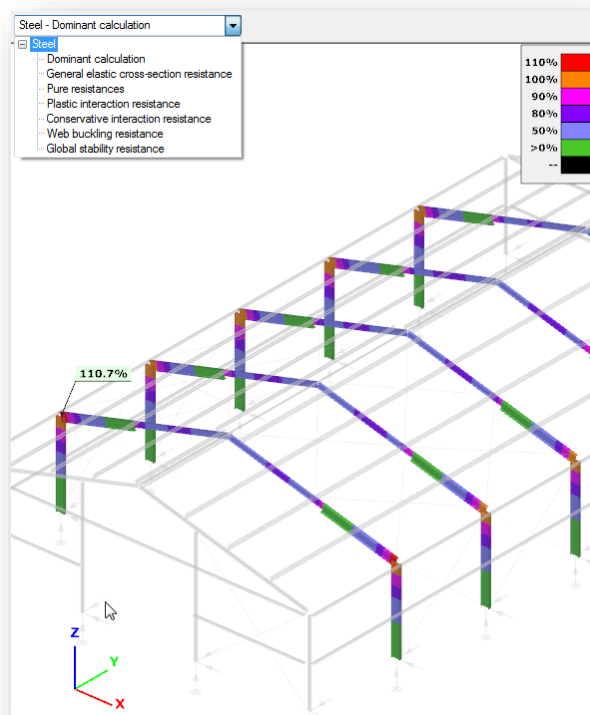 Steel - Dominant calculation
Steel
Dominant calculation
General elastic cross-section resistance
Pure resistances
Plastic interaction resistance
Conservative interaction resistance
Web buckling resistance
Global stability resistance
110%
100%
90%
80%
50%
>0%
--
110.7%
Z
Y
X